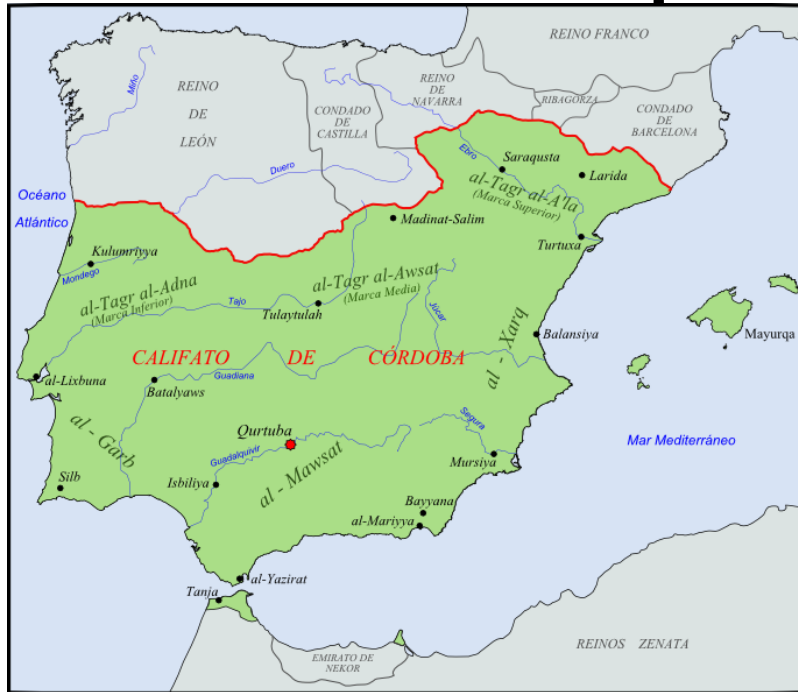 REINO FRANCO
REINO
DE
LEÓN
CONDADO
DE
CASTILLA
REINO
DE
NAVARRA
RIBAGORZA
CONDADO
DE
BARCELONA
Miño
Duero
Ebro
Saraqusta
Larida
al-Tagr al-A'la
(Marca Superior)
Océano
Atlántico
Madinat-Salim
Turtuxa
Kulumriyya
Mondego
al-Tagr al-Adna
(Marca Inferior)
al-Tagr al-Awsat
(Marca Media)
Tajo
Tulaytulah
Júcar
al - Xarq
Balansiya
Mayurqa
CALIFATO DE CÓRDOBA
al-Lixbuna
Batalyaws
Guadiana
al - Garb
Qurtuba
Guadalquivir
Segura
Mar Mediterráneo
Mursiya
al - Mawsat
Silb
Isbiliya
Bayyana
al-Mariyya
al-Yazirat
Tanja
EMIRATO DE
NEKOR
REINOS ZENATA